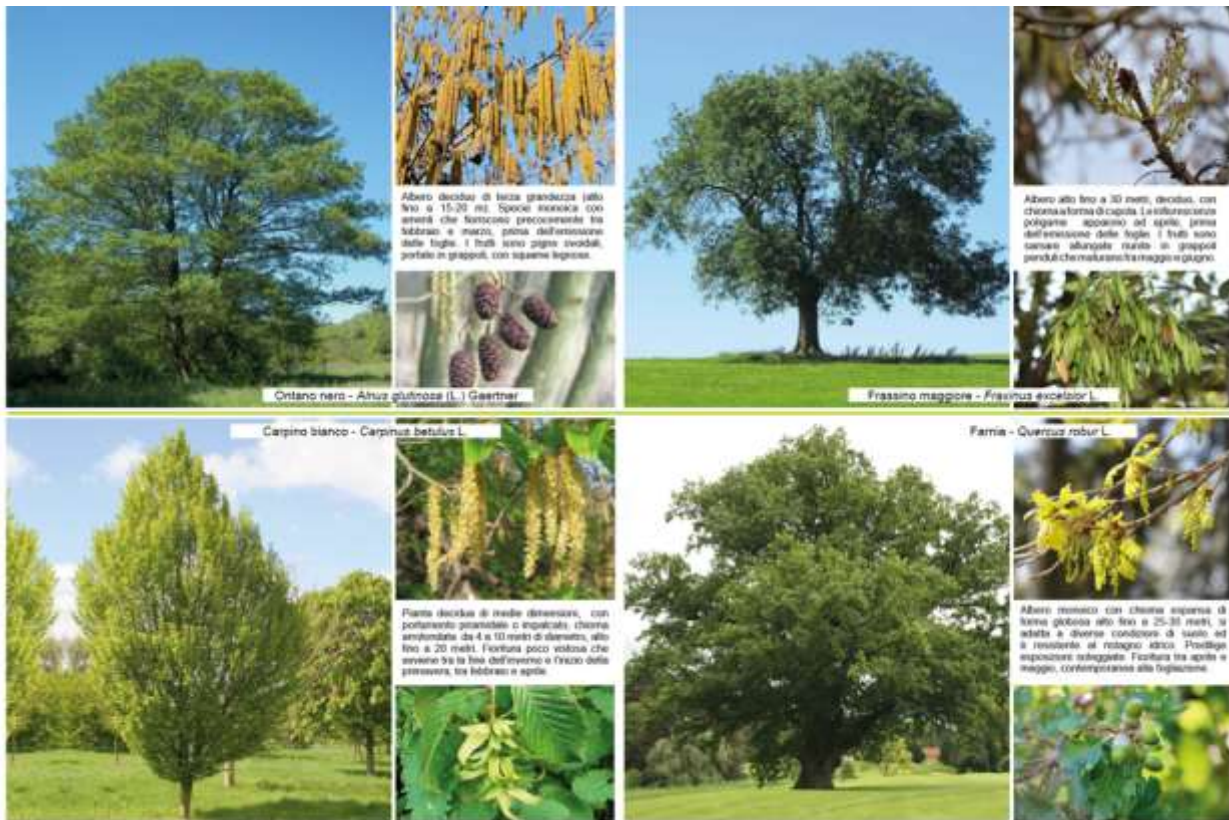 Albero deciduo di terza grandezza (alto
fino a 15-20 m). Specie monoica con
amenti che fioriscono precocemente tra
febbraio e marzo, prima dell'emissione
delle foglie. I frutti sono pigne ovoidali,
portate in grappoli, con squame legnose.
Ontano nero - Alnus glutinosa (L.) Gaertner
Albero alto fino a 30 metri, deciduo, con
chioma a forma di cupola. Le infiorescenze
poligame appaiono ad aprile, prima
dell'emissione delle foglie. I frutti sono
samare allungate riunite in grappoli
penduli che maturano fra maggio e giugno.
Frassino maggiore - Fraxinus excelsior L.
Carpino bianco - Carpinus betulus L.
Pianta decidua di medie dimensioni, con
portamento piramidale o impalcato, chioma
arrotondata da 4 a 10 metri di diametro, alto
fino a 20 metri. Fioritura poco vistosa che
avviene tra la fine dell'inverno e l'inizio della
primavera, tra febbraio e aprile.
Farnia - Quercus robur L.
Albero monoico con chioma espansa di
forma globosa alto fino a 25-30 metri, si
adatta a diverse condizioni di suolo ed
è resistente al ristagno idrico. Predilige
esposizioni soleggiate. Fioritura tra aprile e
maggio, contemporanea alla fogliazione.